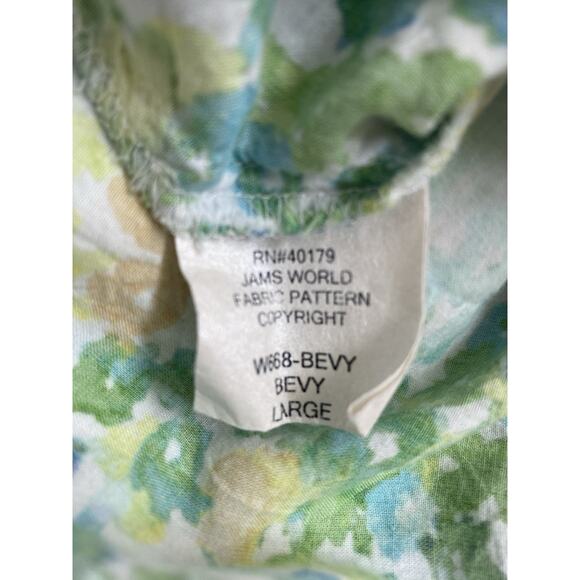 RN#40179
JAMS WORLD
FABRIC PATTERN
COPYRIGHT
W668-BEVY
BEVY
LARGE